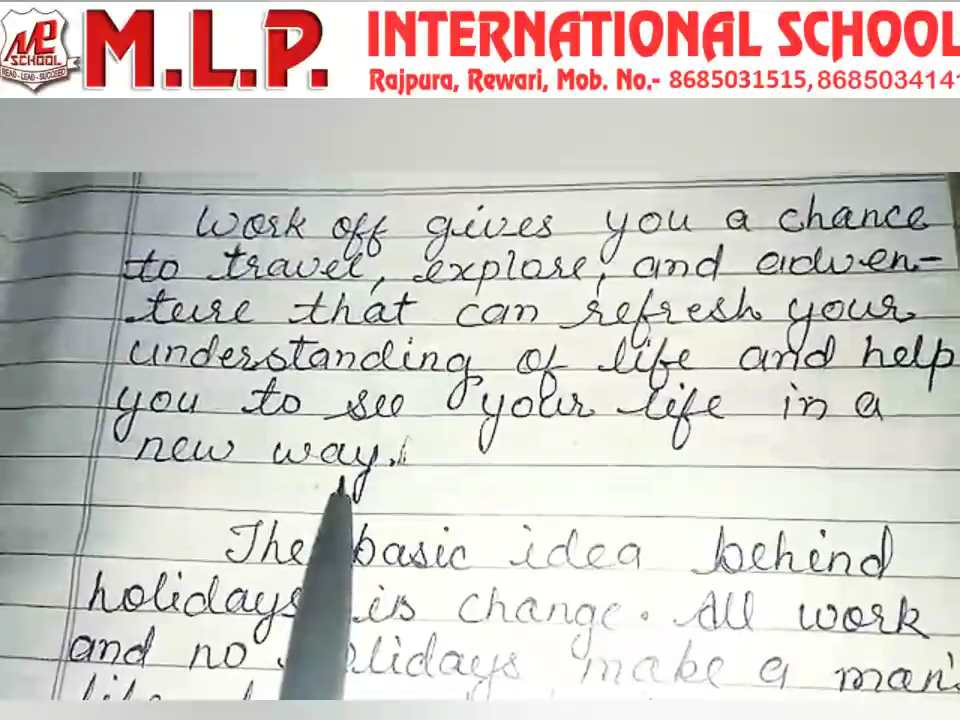 MLP
SCHOOL
READ-LEAD-SUCCEED
M.L.P. INTERNATIONAL SCHOOL
Rajpura, Rewari, Mob. No.- 8685031515, 868503414
Work off gives you a chance
to travel, explore, and adven-
ture that can refresh your
understanding of life and help
you to see your life in a
new way.
The basic idea behind
holidays is change. All work
and no holidays make a man's